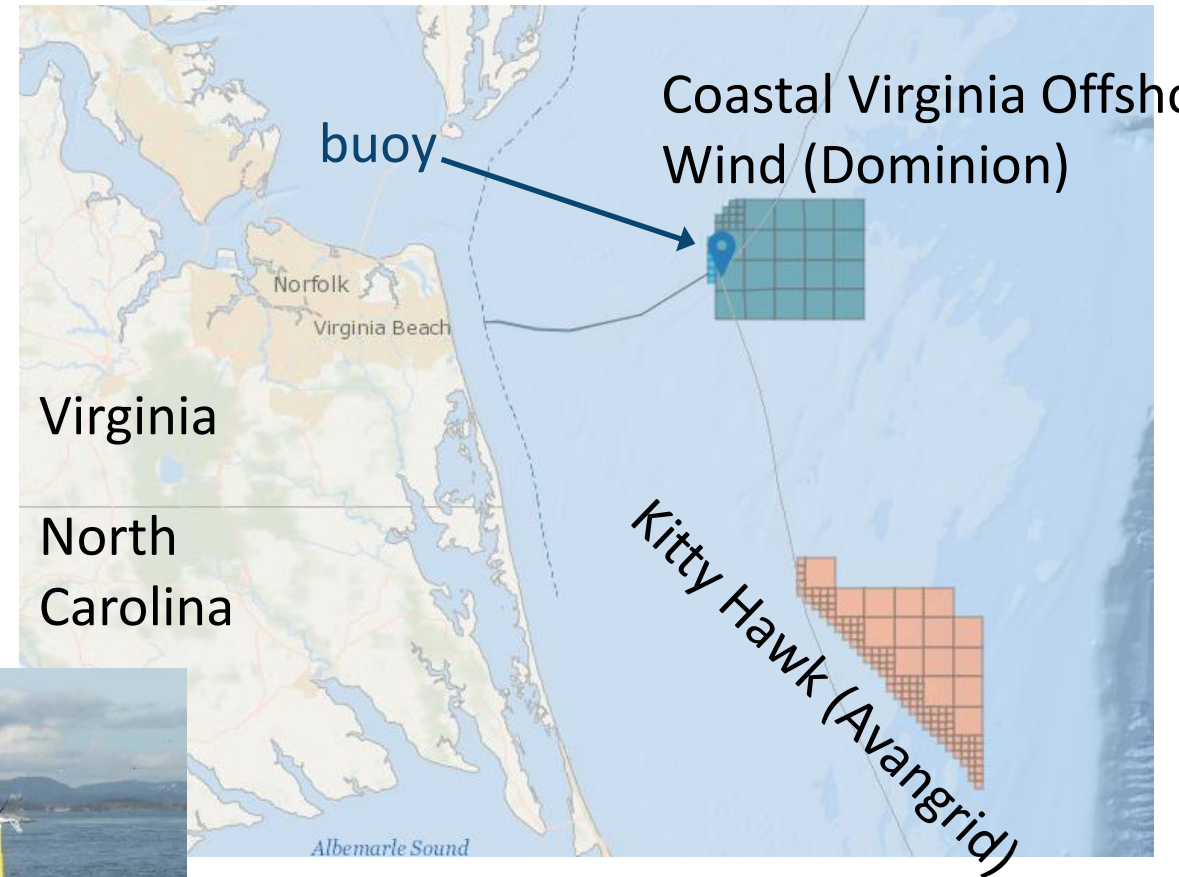 Coastal Virginia Offsho
Wind (Dominion)
buoy
Norfolk
Virginia Beach
Virginia
North
Carolina
Kitty Hawk (Avangrid)
Albemarle Sound